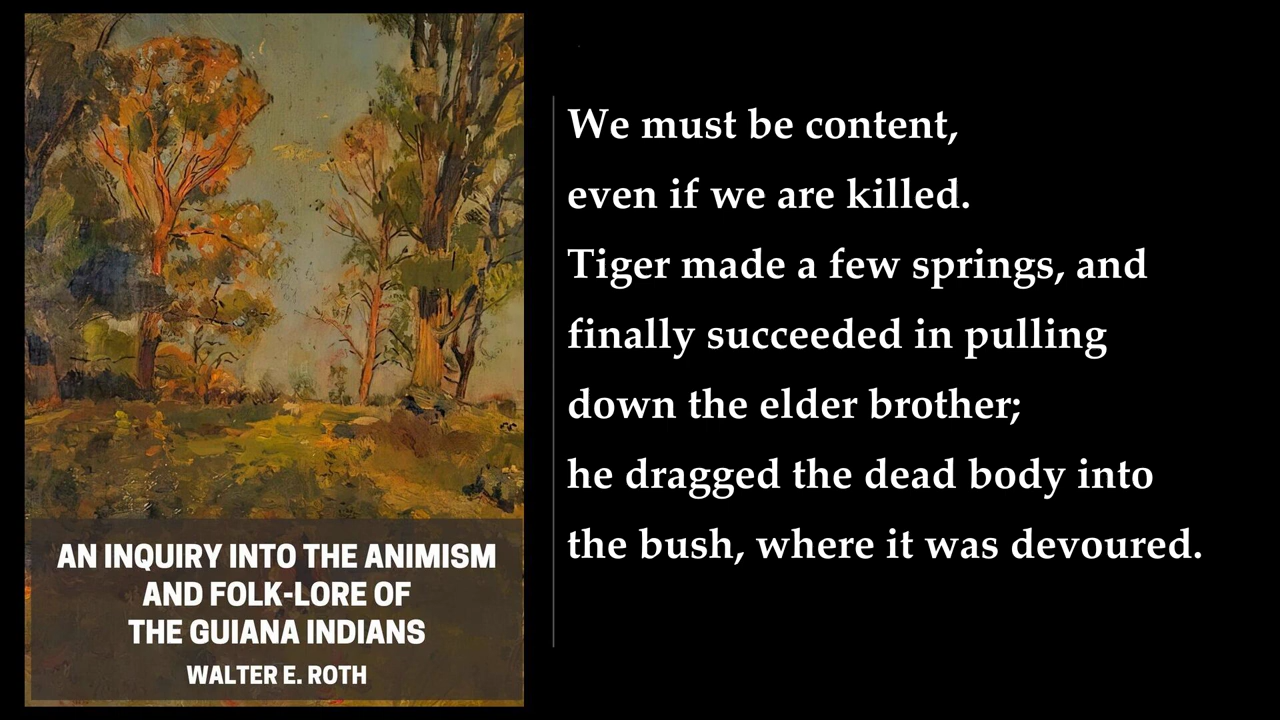 We must be content,
even if we are killed.
Tiger made a few springs, and
finally succeeded in pulling
down the elder brother;
he dragged the dead body into
the bush, where it was devoured.
AN INQUIRY INTO THE ANIMISM
AND FOLK-LORE OF
THE GUIANA INDIANS
WALTER E. ROTH